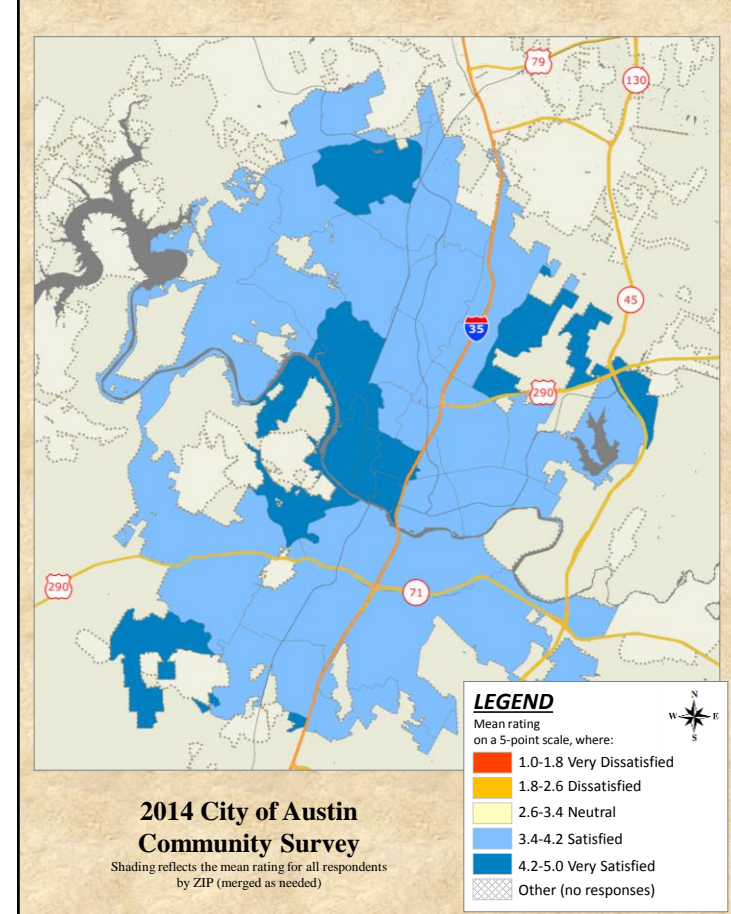 79
130
45
35
290
290
71
LEGEND
N
W E
S
Mean rating
on a 5-point scale, where:
1.0-1.8 Very Dissatisfied
1.8-2.6 Dissatisfied
2.6-3.4 Neutral
3.4-4.2 Satisfied
4.2-5.0 Very Satisfied
Other (no responses)
2014 City of Austin
Community Survey
Shading reflects the mean rating for all respondents
by ZIP (merged as needed)